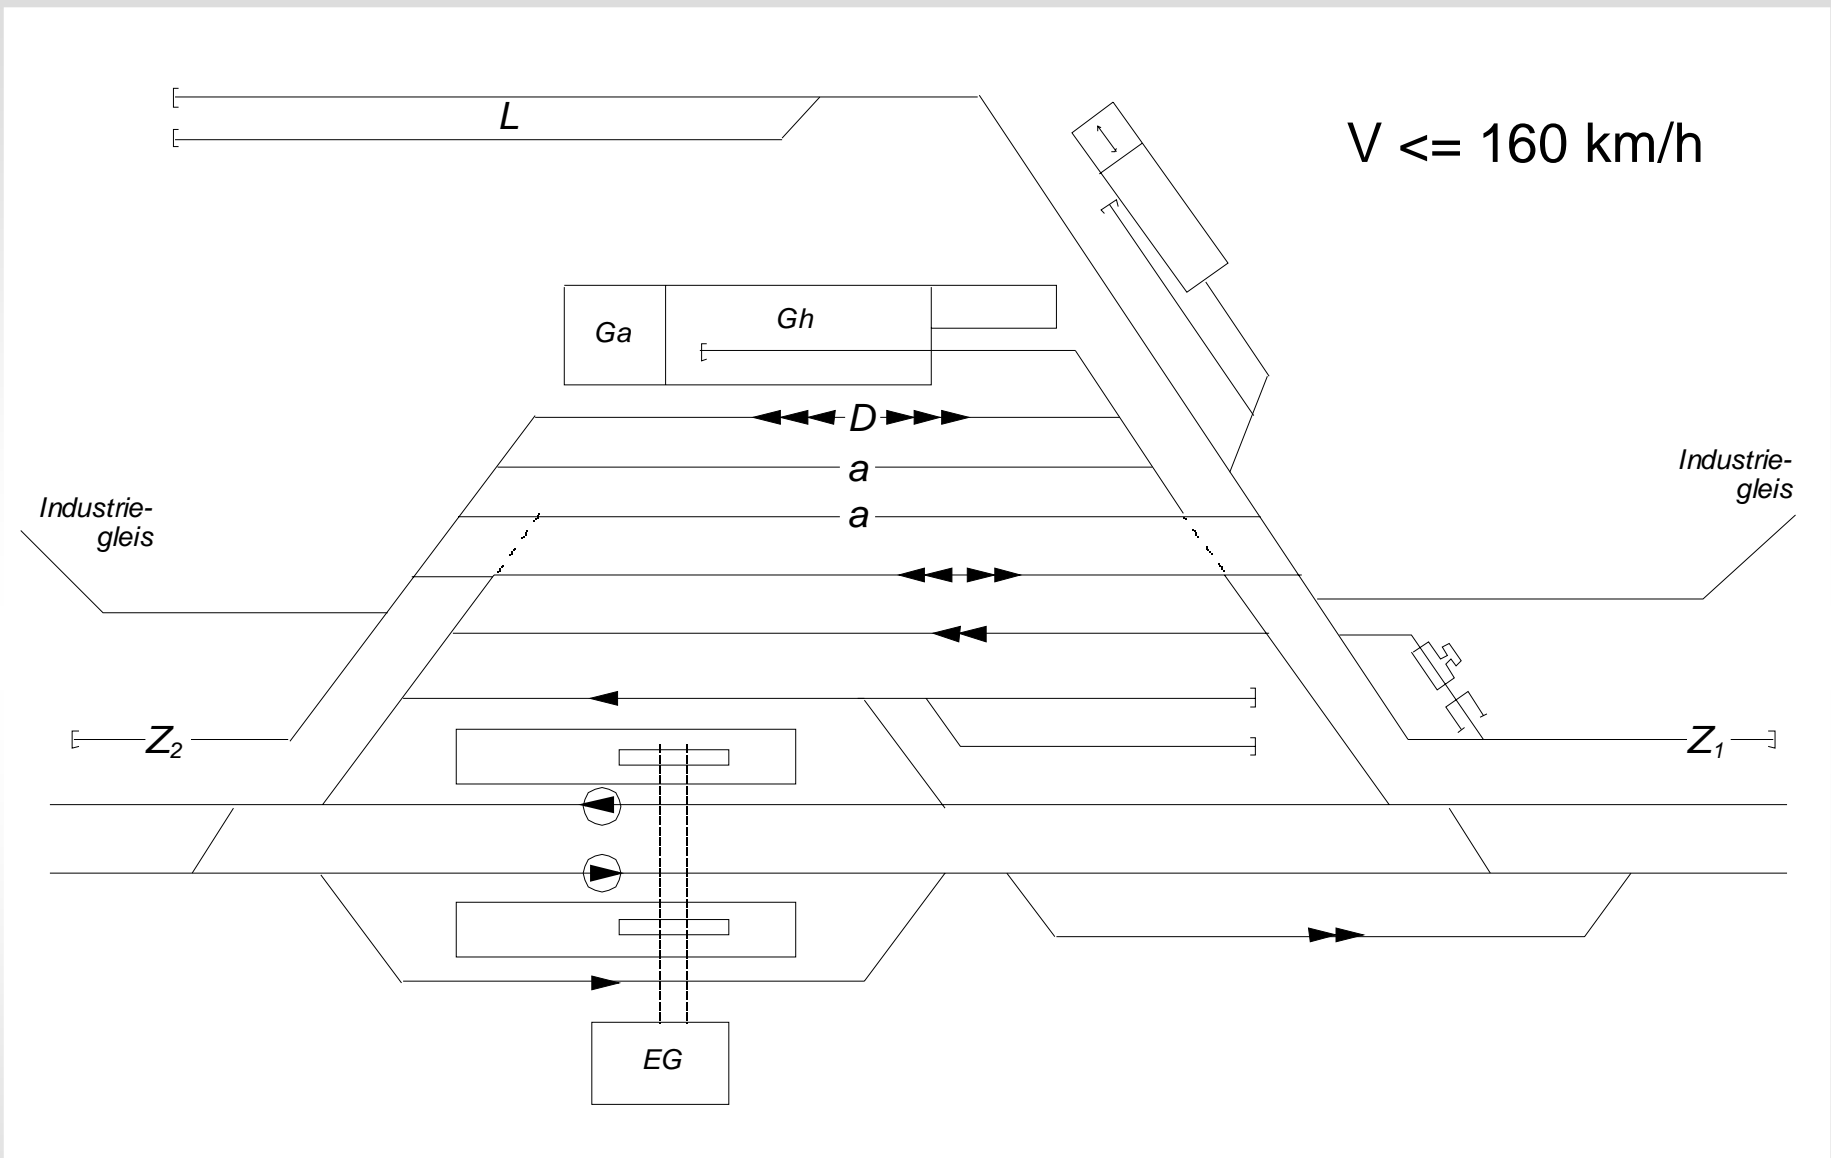 L
V <= 160 km/h
Ga
Gh
D
a
a
Industrie-
gleis
Industrie-
gleis
Z2
Z1
EG